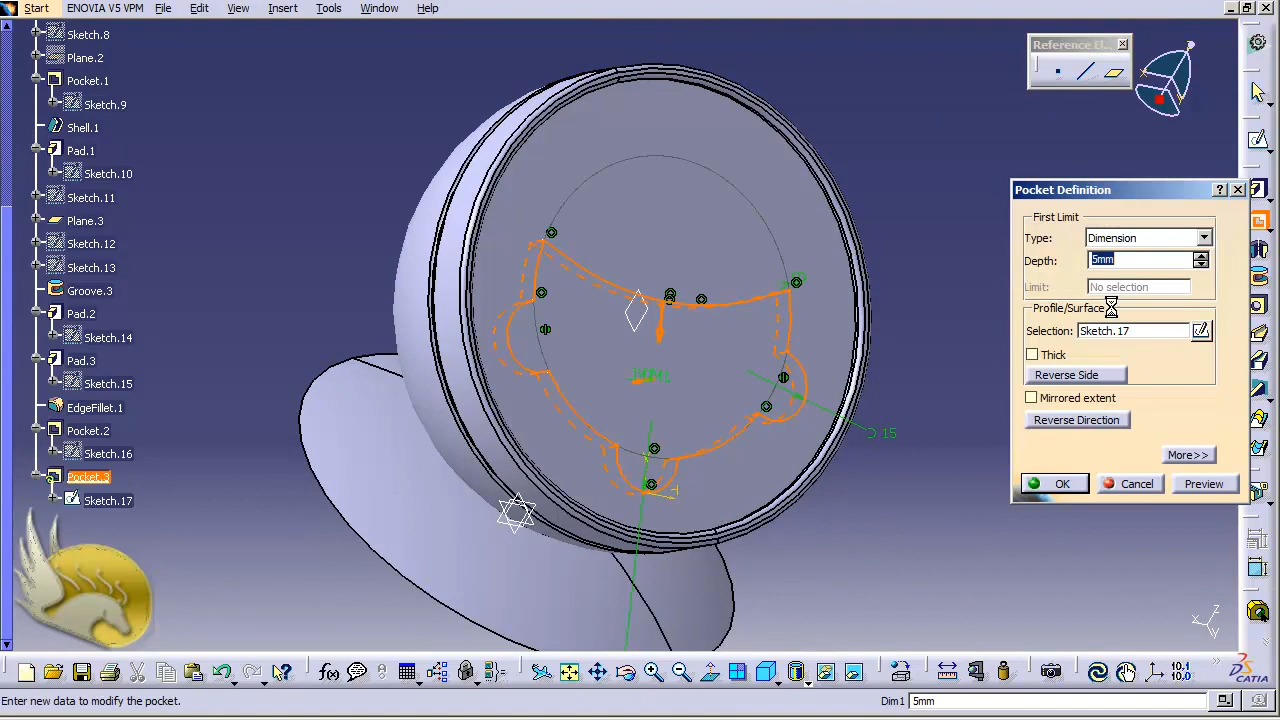 Start ENOVIA V5 VPM File Edit View Insert Tools Window Help
Reference El...
Sketch.8
Plane.2
Pocket.1
Sketch.9
Shell.1
Pad.1
Sketch.10
Sketch.11
Plane.3
Sketch.12
Sketch.13
Groove.3
Pad.2
Sketch.14
Pad.3
Sketch.15
EdgeFillet.1
Pocket.2
Sketch.16
Pocket.3
Sketch.17
D 15
Pocket Definition
First Limit
Type: Dimension
Depth: 5mm
Limit: No selection
Profile/Surface
Selection: Sketch.17
Thick
Reverse Side
Mirrored extent
Reverse Direction
More>>
OK Cancel Preview
Z
Y
f(x) 10.1
10.0
CATIA
Enter new data to modify the pocket. Dim1 5mm